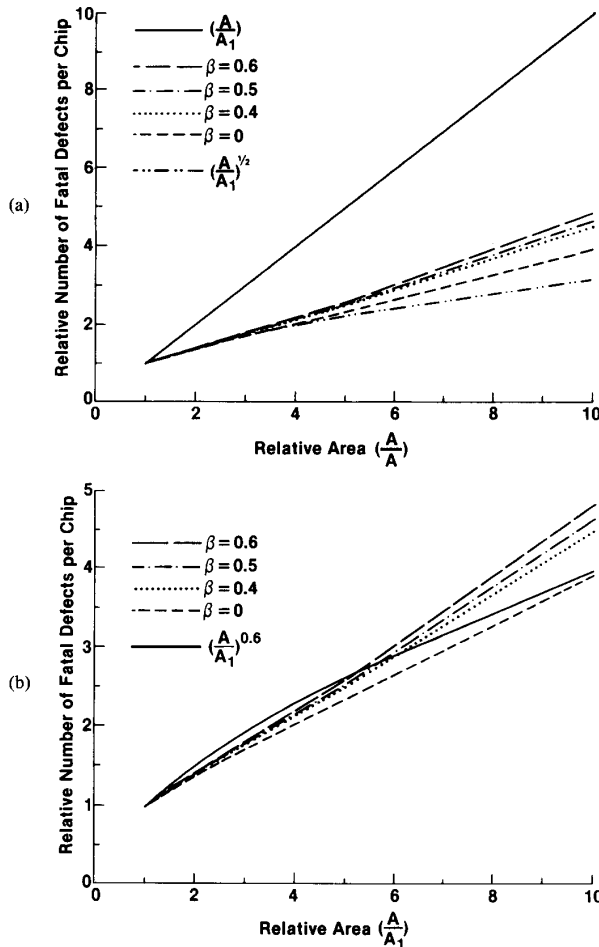 (a)
Relative Number of Fatal Defects per Chip
10
8
6
4
2
0
(A/A₁)
β = 0.6
β = 0.5
β = 0.4
β = 0
(A/A₁)^½
0 2 4 6 8 10
Relative Area (A/A)
(b)
Relative Number of Fatal Defects per Chip
5
4
3
2
1
0
β = 0.6
β = 0.5
β = 0.4
β = 0
(A/A₁)^0.6
0 2 4 6 8 10
Relative Area (A/A₁)